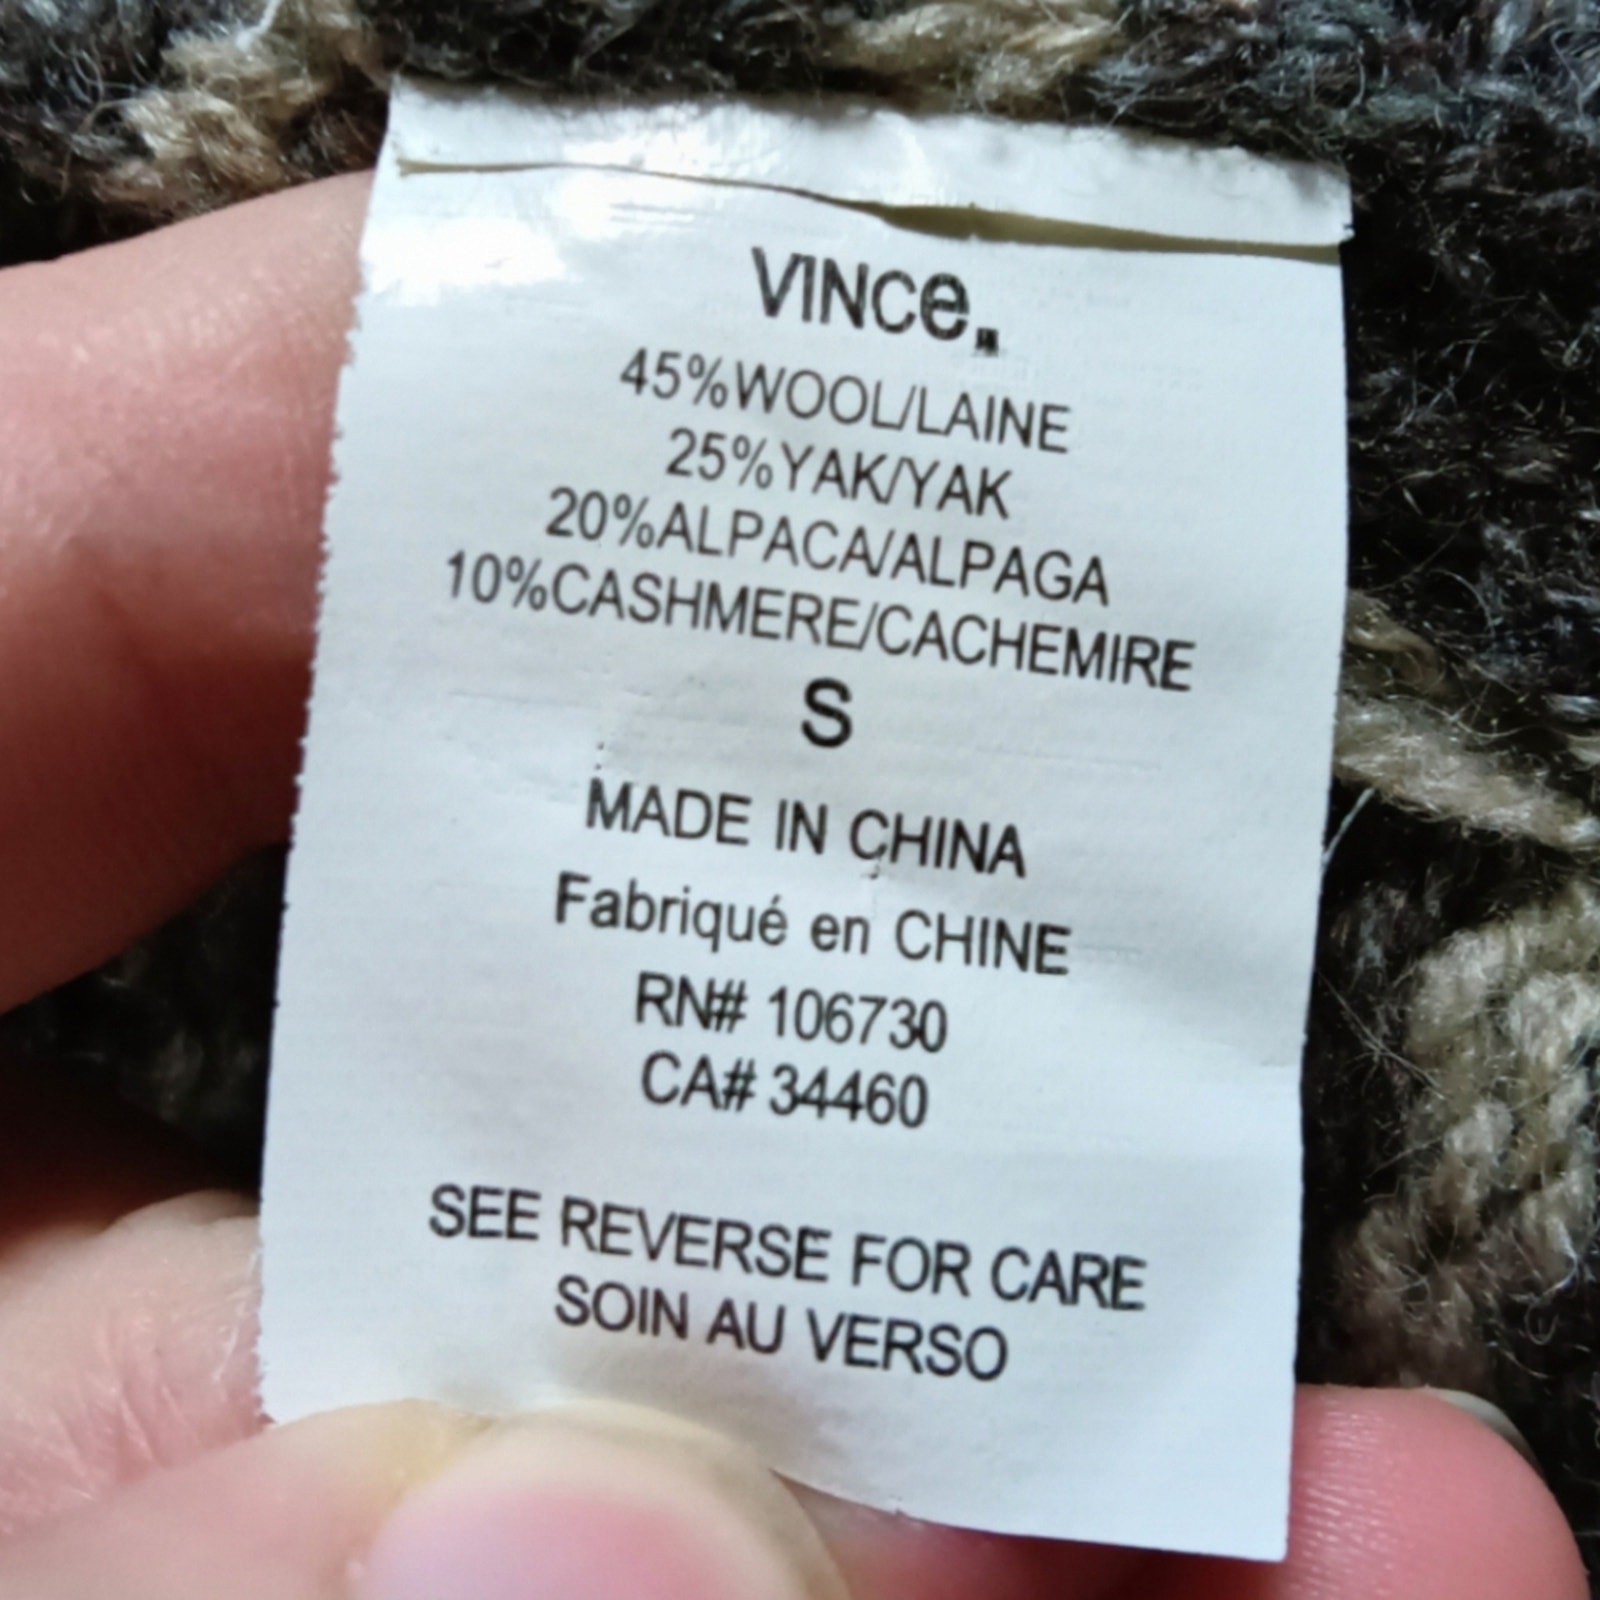 VINCe.
45%WOOL/LAINE
25%YAK/YAK
20%ALPACA/ALPAGA
10%CASHMERE/CACHEMIRE
S
MADE IN CHINA
Fabriqué en CHINE
RN# 106730
CA# 34460
SEE REVERSE FOR CARE
SOIN AU VERSO